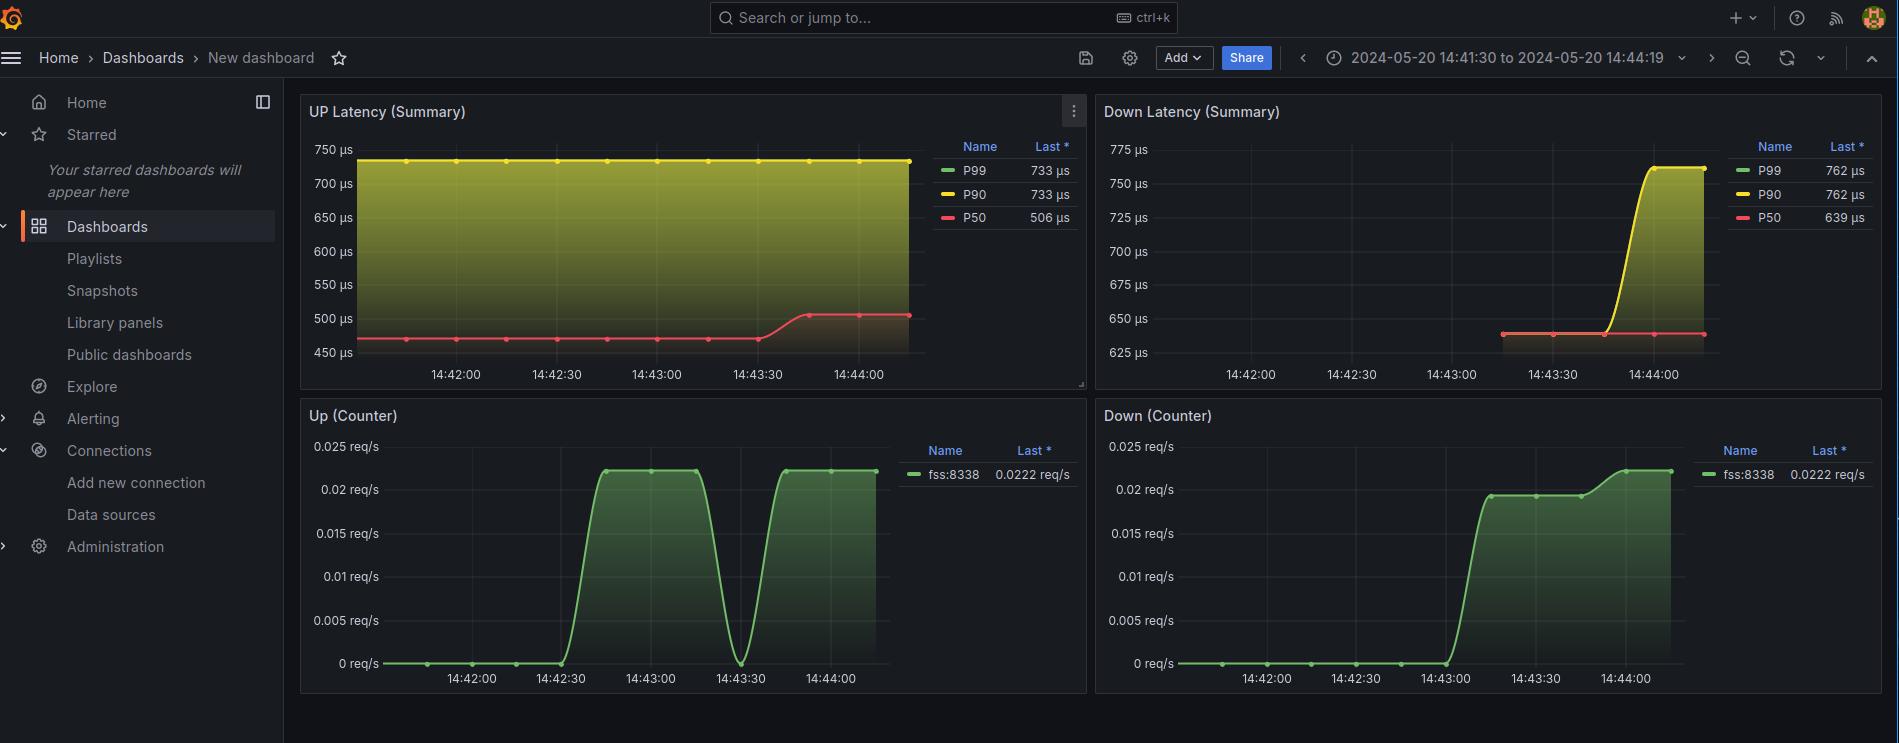 Search or jump to...
ctrl+k
Home
Dashboards
New dashboard
Add
Share
2024-05-20 14:41:30 to 2024-05-20 14:44:19
Home
Starred
Your starred dashboards will
appear here
Dashboards
Playlists
Snapshots
Library panels
Public dashboards
Explore
Alerting
Connections
Add new connection
Data sources
Administration
UP Latency (Summary)
750 µs
700 µs
650 µs
600 µs
550 µs
500 µs
450 µs
14:42:00 14:42:30 14:43:00 14:43:30 14:44:00
Name Last *
P99 733 µs
P90 733 µs
P50 506 µs
Down Latency (Summary)
775 µs
750 µs
725 µs
700 µs
675 µs
650 µs
625 µs
14:42:00 14:42:30 14:43:00 14:43:30 14:44:00
Name Last *
P99 762 µs
P90 762 µs
P50 639 µs
Up (Counter)
0.025 req/s
0.02 req/s
0.015 req/s
0.01 req/s
0.005 req/s
0 req/s
14:42:00 14:42:30 14:43:00 14:43:30 14:44:00
Name Last *
fss:8338 0.0222 req/s
Down (Counter)
0.025 req/s
0.02 req/s
0.015 req/s
0.01 req/s
0.005 req/s
0 req/s
14:42:00 14:42:30 14:43:00 14:43:30 14:44:00
Name Last *
fss:8338 0.0222 req/s